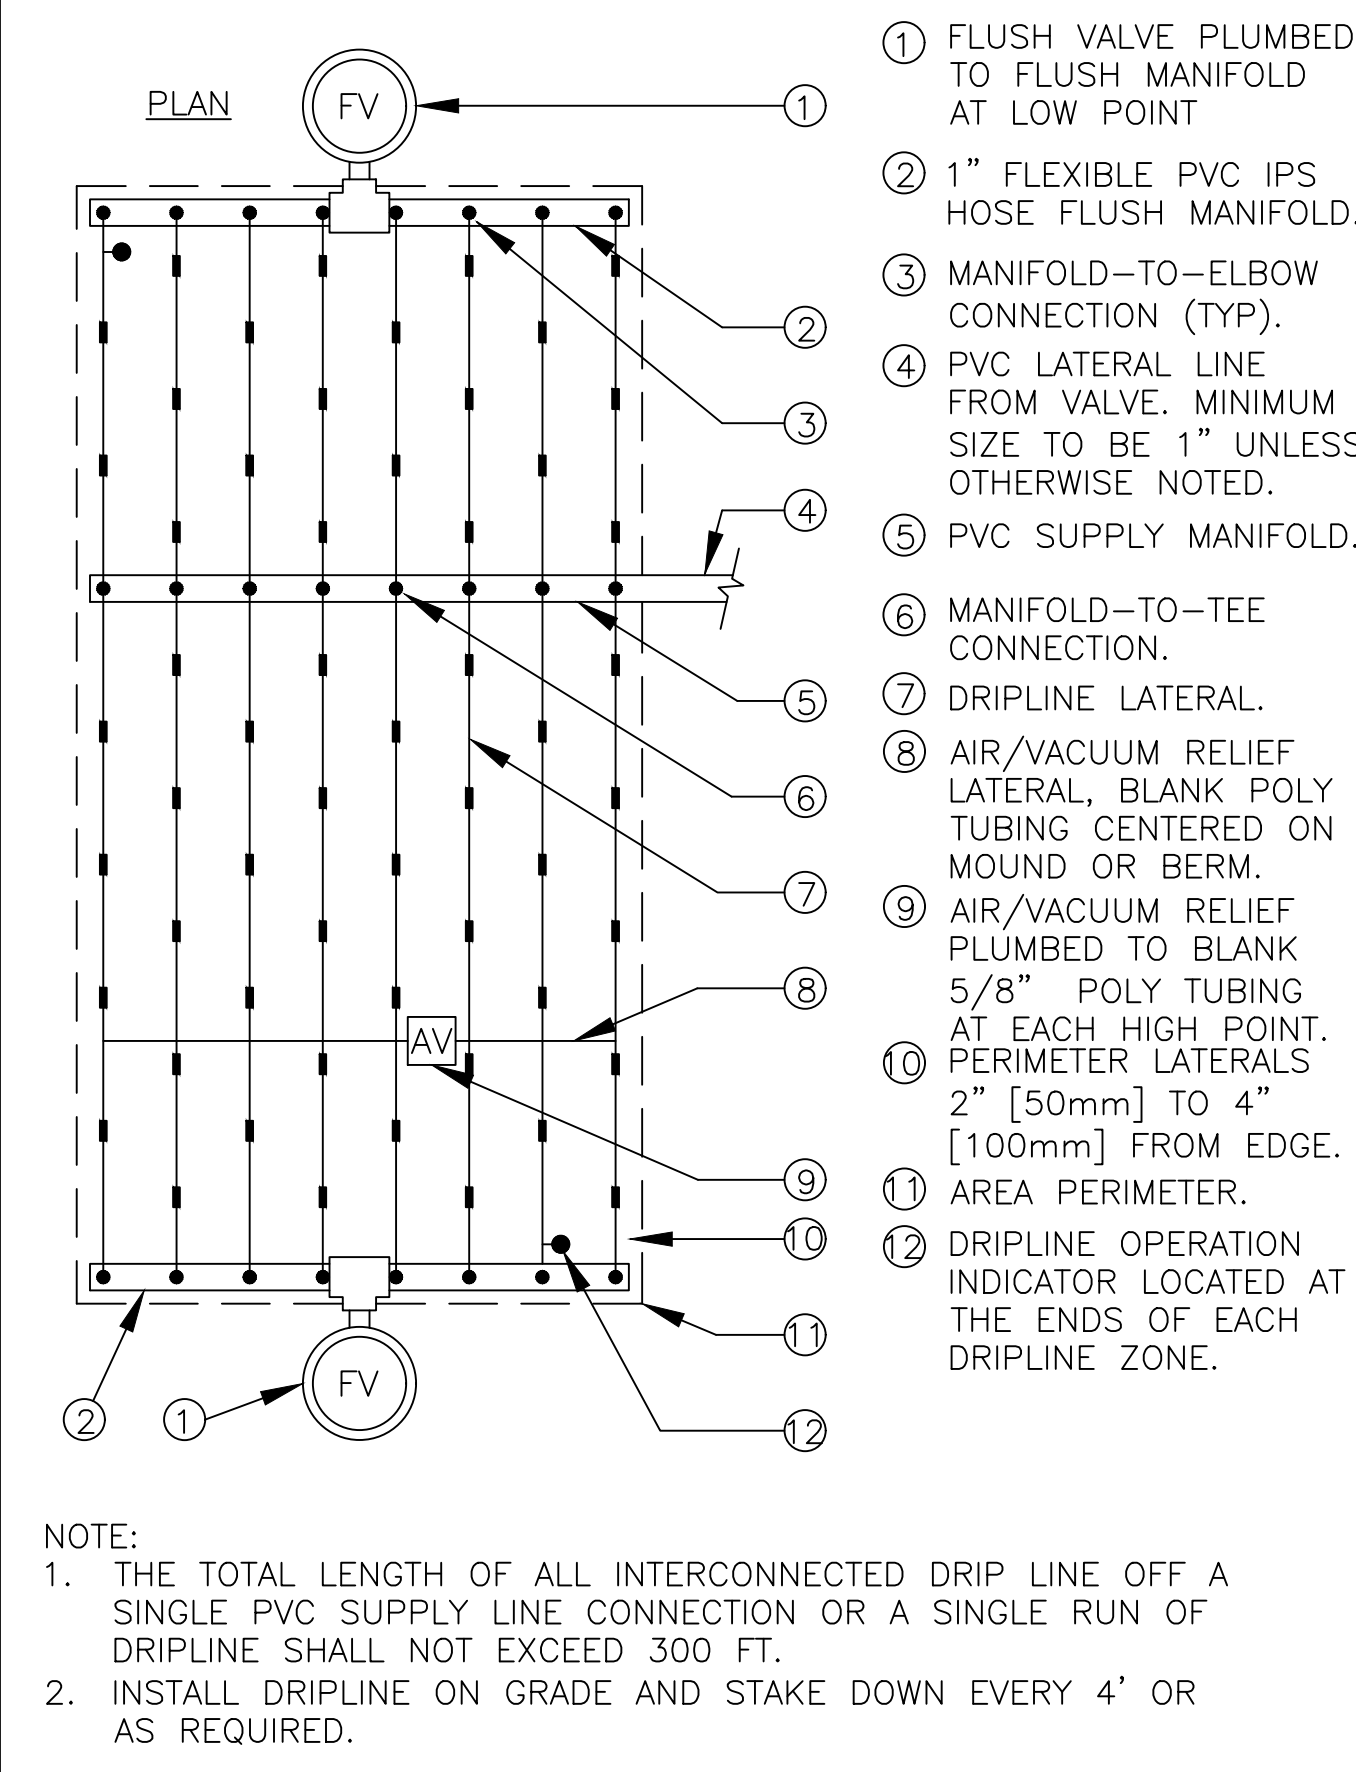 PLAN
FV
1
2
3
4
5
6
7
8
AV
9
10
11
FV
2
1
12
1 FLUSH VALVE PLUMBED
TO FLUSH MANIFOLD
AT LOW POINT
2 1” FLEXIBLE PVC IPS
HOSE FLUSH MANIFOLD.
3 MANIFOLD-TO-ELBOW
CONNECTION (TYP).
4 PVC LATERAL LINE
FROM VALVE. MINIMUM
SIZE TO BE 1” UNLESS
OTHERWISE NOTED.
5 PVC SUPPLY MANIFOLD.
6 MANIFOLD-TO-TEE
CONNECTION.
7 DRIPLINE LATERAL.
8 AIR/VACUUM RELIEF
LATERAL, BLANK POLY
TUBING CENTERED ON
MOUND OR BERM.
9 AIR/VACUUM RELIEF
PLUMBED TO BLANK
5/8” POLY TUBING
AT EACH HIGH POINT.
10 PERIMETER LATERALS
2” [50mm] TO 4”
[100mm] FROM EDGE.
11 AREA PERIMETER.
12 DRIPLINE OPERATION
INDICATOR LOCATED AT
THE ENDS OF EACH
DRIPLINE ZONE.
NOTE:
1. THE TOTAL LENGTH OF ALL INTERCONNECTED DRIP LINE OFF A
SINGLE PVC SUPPLY LINE CONNECTION OR A SINGLE RUN OF
DRIPLINE SHALL NOT EXCEED 300 FT.
2. INSTALL DRIPLINE ON GRADE AND STAKE DOWN EVERY 4’ OR
AS REQUIRED.